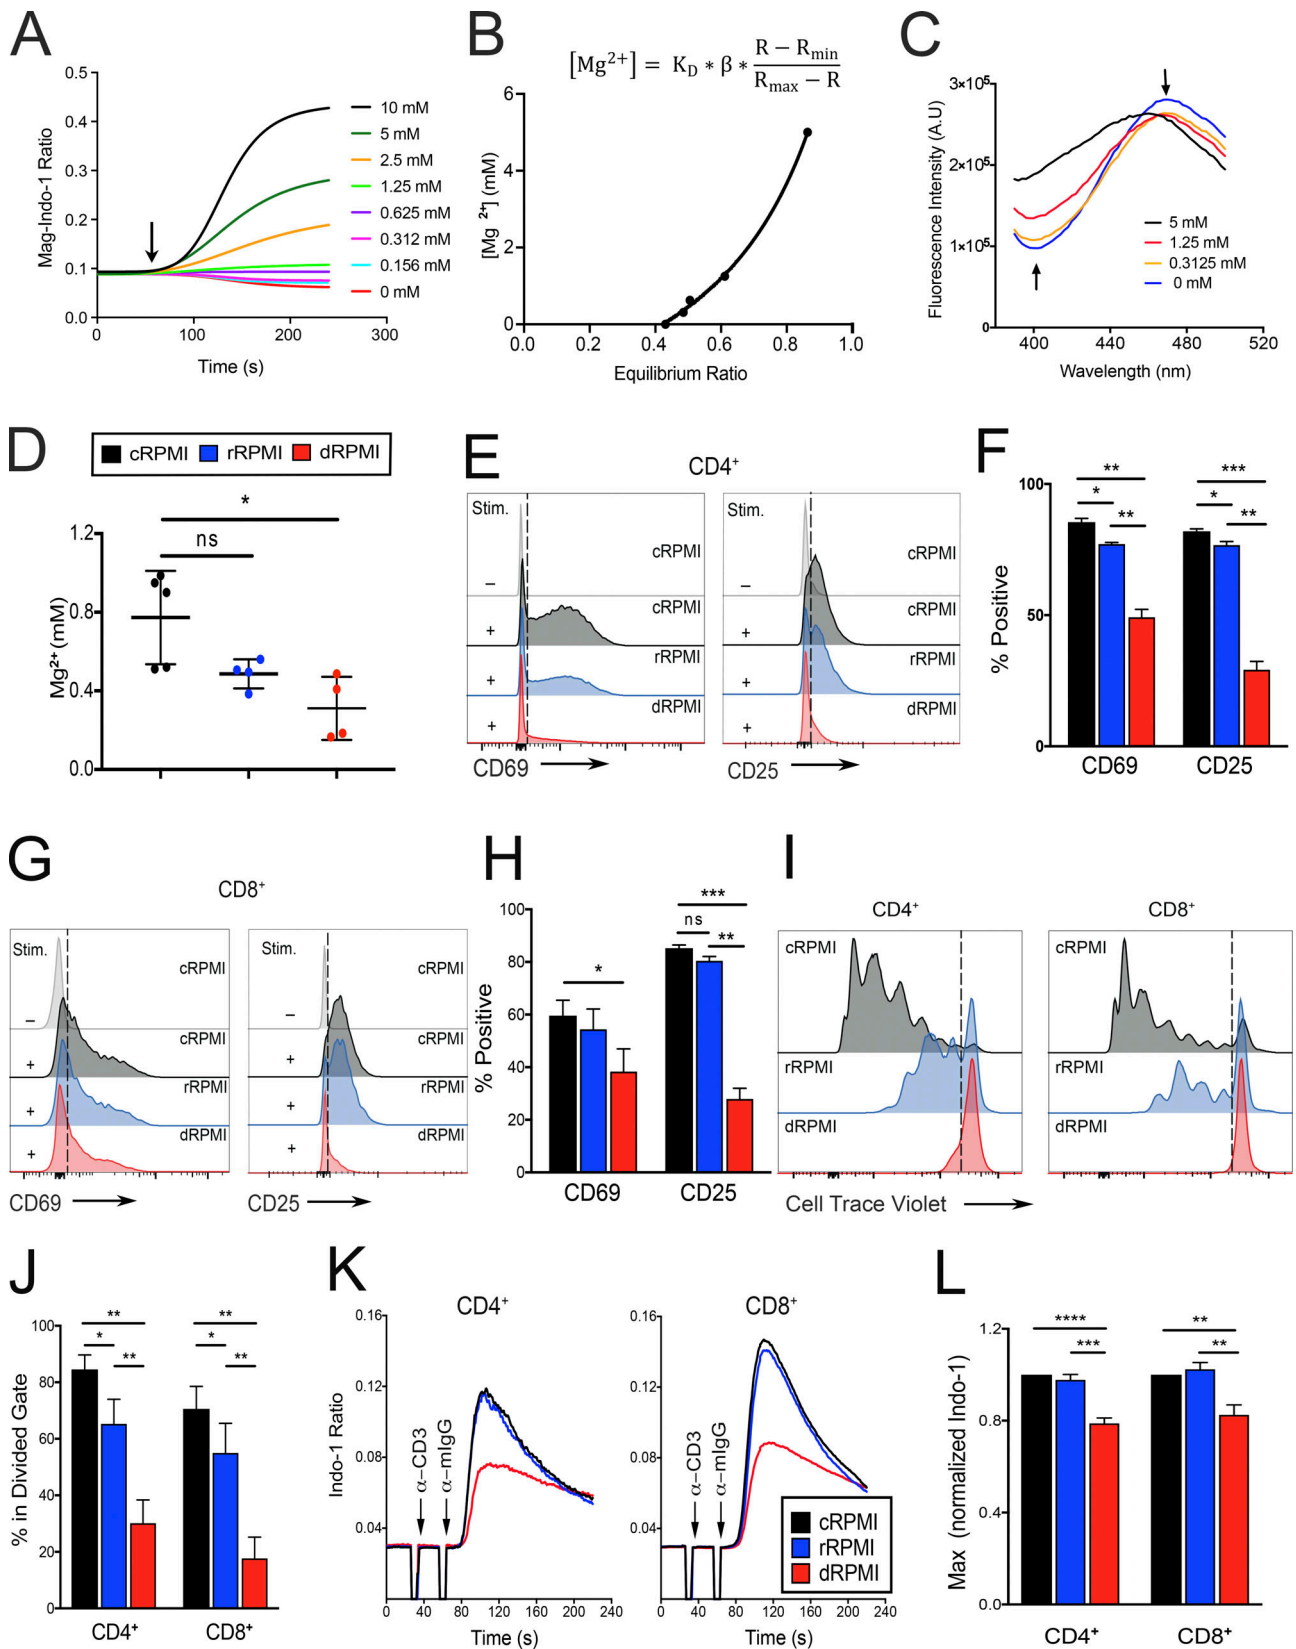 A
Mag-Indo-1 Ratio
0.5
0.4
0.3
0.2
0.1
0.0
0
100
200
300
Time (s)
10 mM
5 mM
2.5 mM
1.25 mM
0.625 mM
0.312 mM
0.156 mM
0 mM
B
[Mg²⁺] = K_D * β * (R − R_min) / (R_max − R)
[Mg ²⁺] (mM)
6
4
2
0
0.0
0.2
0.4
0.6
0.8
1.0
Equilibrium Ratio
C
Fluorescence Intensity (A.U)
3×10⁵
2×10⁵
1×10⁵
0
400
440
480
520
Wavelength (nm)
5 mM
1.25 mM
0.3125 mM
0 mM
D
cRPMI
rRPMI
dRPMI
*
ns
Mg²⁺ (mM)
1.2
0.8
0.4
0.0
E
CD4⁺
Stim.
cRPMI
–
cRPMI
+
rRPMI
+
dRPMI
+
CD69
Stim.
cRPMI
–
cRPMI
+
rRPMI
+
dRPMI
+
CD25
F
% Positive
100
50
0
**
*
**
***
*
**
CD69
CD25
G
CD8⁺
Stim.
cRPMI
–
cRPMI
+
rRPMI
+
dRPMI
+
CD69
Stim.
cRPMI
–
cRPMI
+
rRPMI
+
dRPMI
+
CD25
H
% Positive
100
80
60
40
20
0
*
***
ns
**
CD69
CD25
I
CD4⁺
cRPMI
rRPMI
dRPMI
CD8⁺
cRPMI
rRPMI
dRPMI
Cell Trace Violet
J
% in Divided Gate
100
80
60
40
20
0
**
*
**
**
*
**
CD4⁺
CD8⁺
K
CD4⁺
Indo-1 Ratio
0.16
0.12
0.08
0.04
α–CD3
α–mIgG
0
40
80
120
160
200
240
Time (s)
CD8⁺
0.16
0.12
0.08
0.04
α–CD3
α–mIgG
0
40
80
120
160
200
240
Time (s)
cRPMI
rRPMI
dRPMI
L
Max (normalized Indo-1)
1.2
0.8
0.4
0.0
****
***
**
**
CD4⁺
CD8⁺